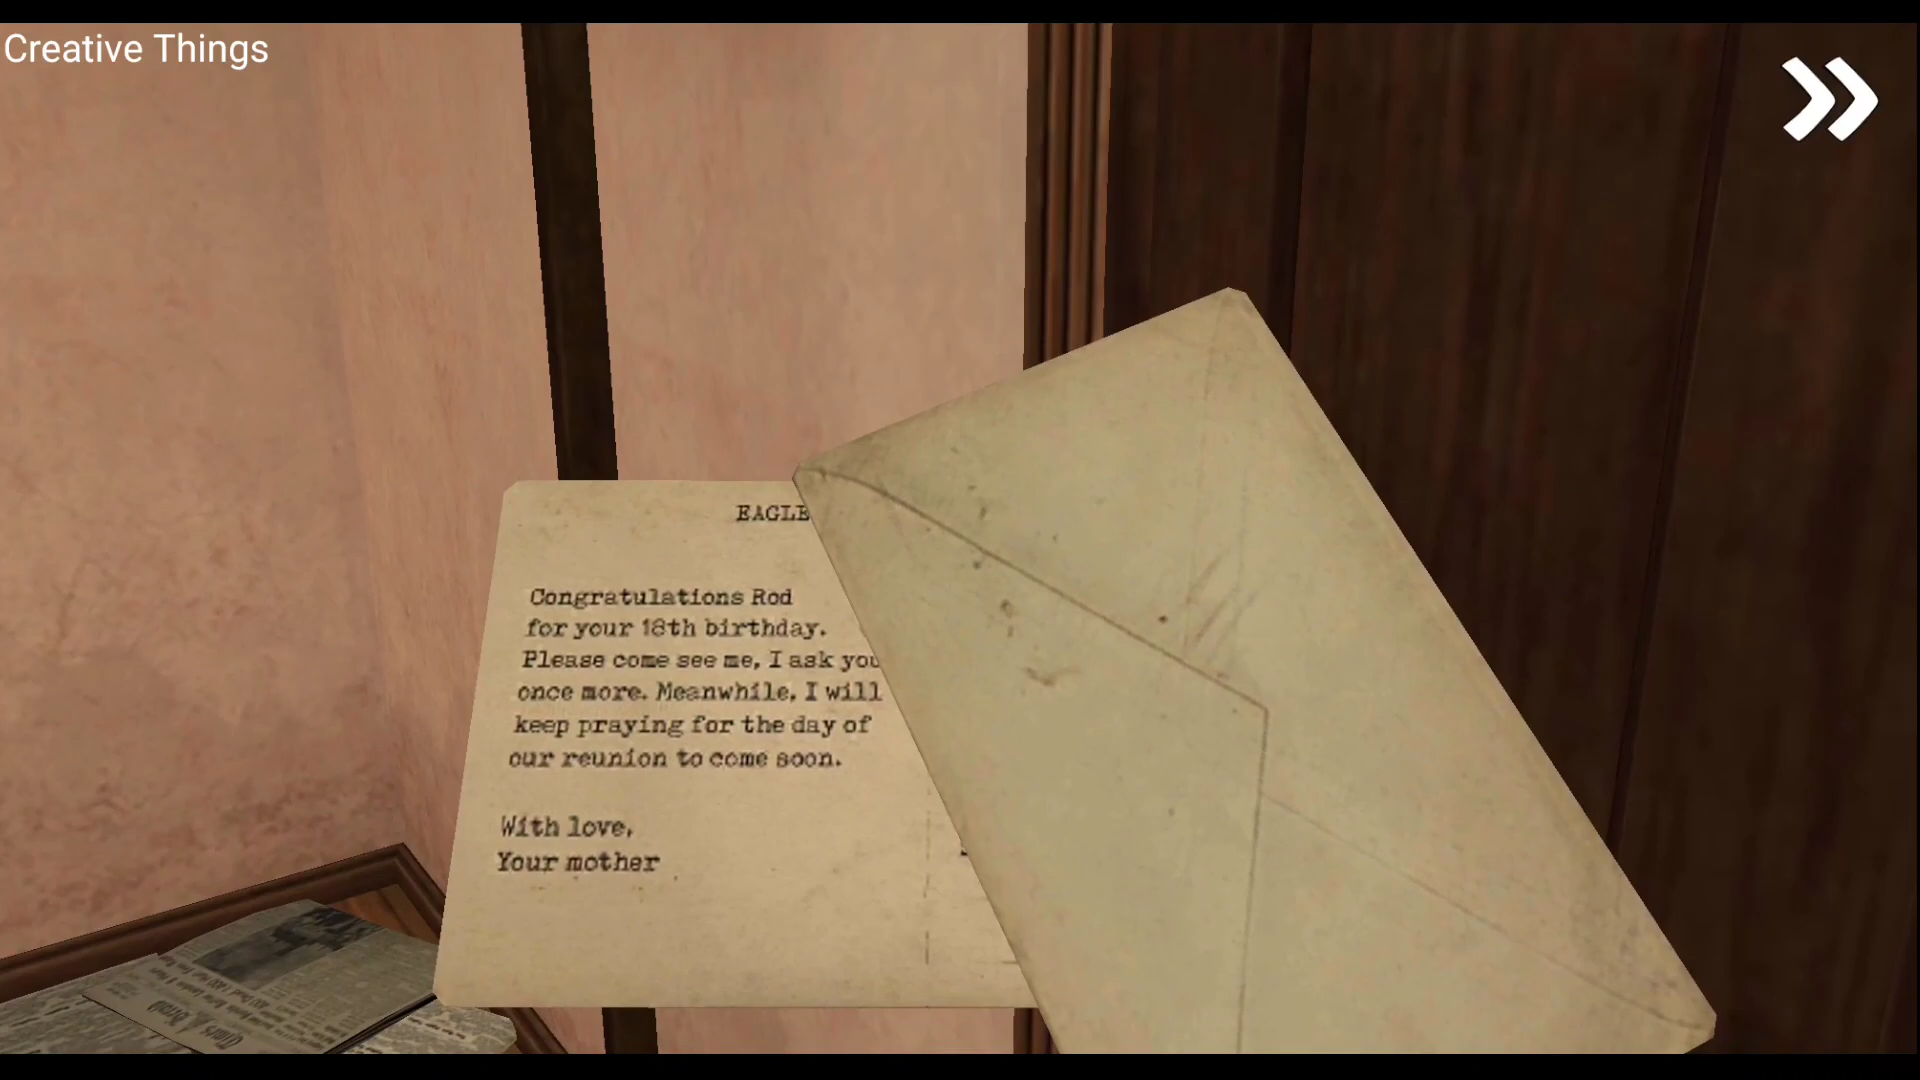 Creative Things
EAGLE
Congratulations Rod
for your 18th birthday.
Please come see me, I ask you
once more. Meanwhile, I will
keep praying for the day of
our reunion to come soon.
With love,
Your mother